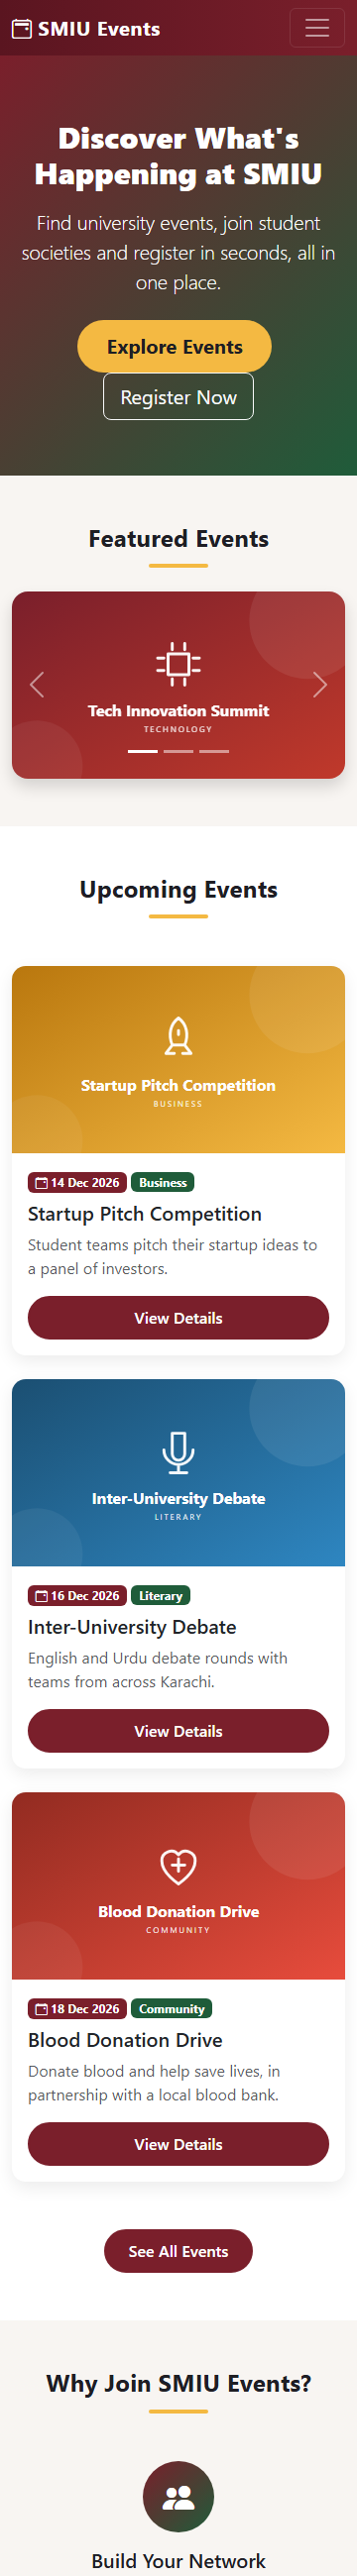 SMIU Events
Discover What's
Happening at SMIU
Find university events, join student
societies and register in seconds, all in
one place.
Explore Events
Register Now
Featured Events
Tech Innovation Summit
TECHNOLOGY
Upcoming Events
Startup Pitch Competition
BUSINESS
14 Dec 2026 Business
Startup Pitch Competition
Student teams pitch their startup ideas to
a panel of investors.
View Details
Inter-University Debate
LITERARY
16 Dec 2026 Literary
Inter-University Debate
English and Urdu debate rounds with
teams from across Karachi.
View Details
Blood Donation Drive
COMMUNITY
18 Dec 2026 Community
Blood Donation Drive
Donate blood and help save lives, in
partnership with a local blood bank.
View Details
See All Events
Why Join SMIU Events?
Build Your Network